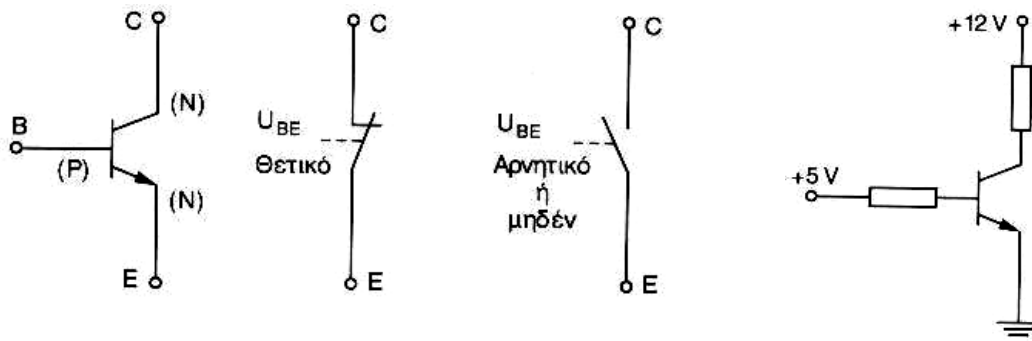 C
B
(N)
(P)
(N)
E
C
U_BE
Θετικό
E
C
U_BE
Αρνητικό
ή
μηδέν
E
+12 V
+5 V